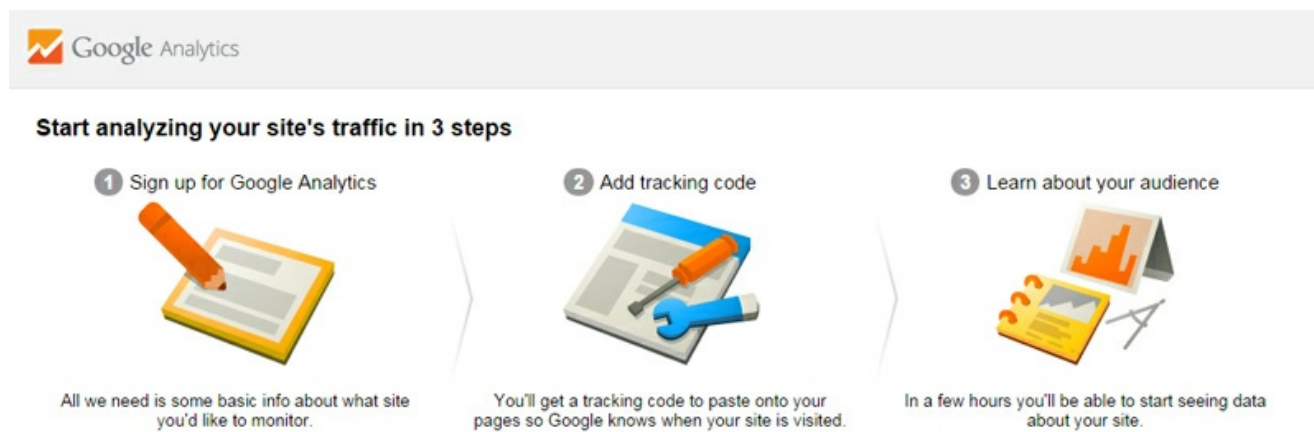 Google Analytics
Start analyzing your site's traffic in 3 steps
1 Sign up for Google Analytics
All we need is some basic info about what site
you'd like to monitor.
2 Add tracking code
You'll get a tracking code to paste onto your
pages so Google knows when your site is visited.
3 Learn about your audience
In a few hours you'll be able to start seeing data
about your site.